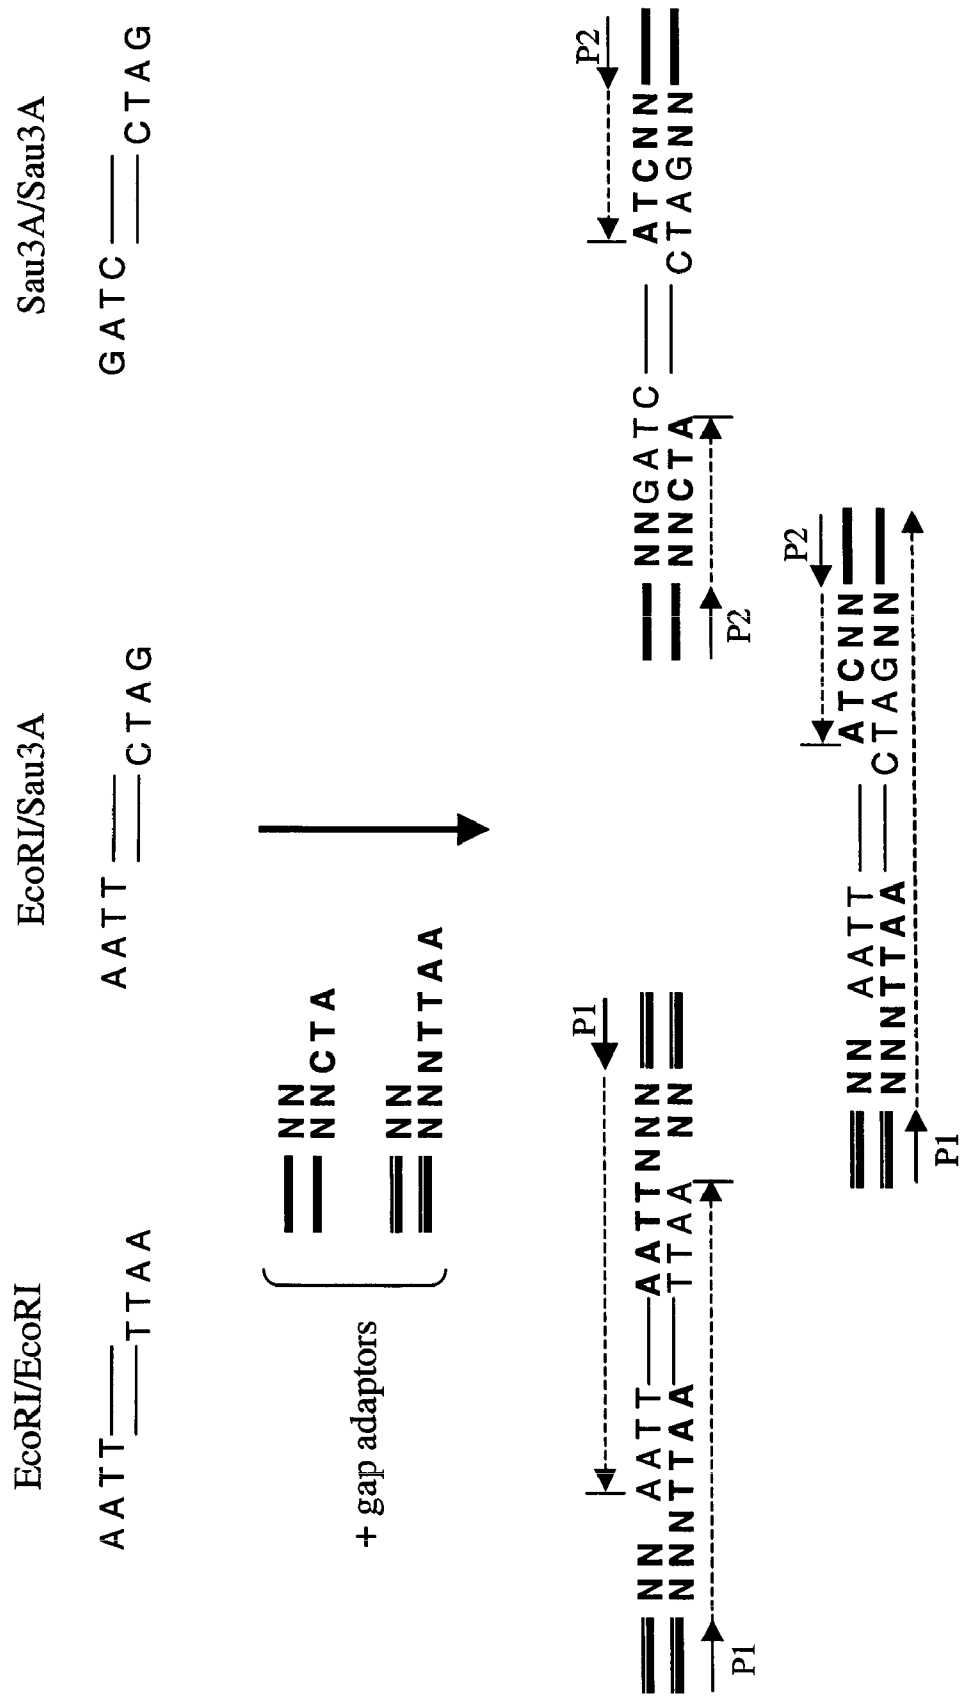 EcoRI/EcoRI EcoRI/Sau3A Sau3A/Sau3A
AATT AATT GATC
TTAA CTAG CTAG
+ gap adaptors
NN
NNCTA
NN
NNNTTAA
P1 P2
NN AATT AATTNNN NNGATC ATCNN
NNNTTAA TTAA NN NNCTA CTAGNN
P1 P2
P2
NN AATT ATCNN
NNNTTAA CTAGNN
P1